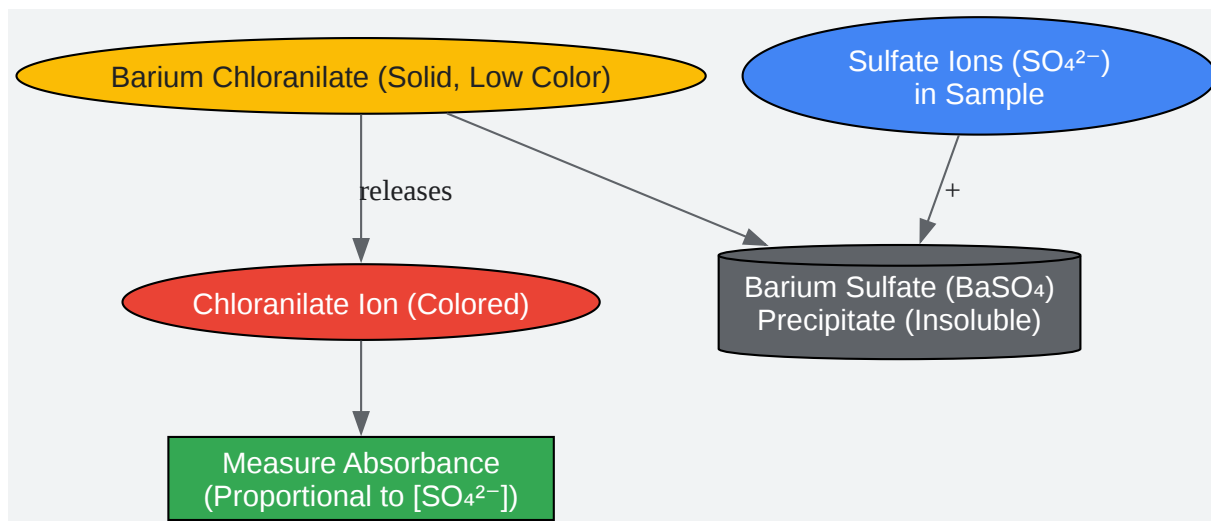 Barium Chloranilate (Solid, Low Color)
Sulfate Ions (SO₄²⁻)
in Sample
releases
+
Chloranilate Ion (Colored)
Barium Sulfate (BaSO₄)
Precipitate (Insoluble)
Measure Absorbance
(Proportional to [SO₄²⁻])